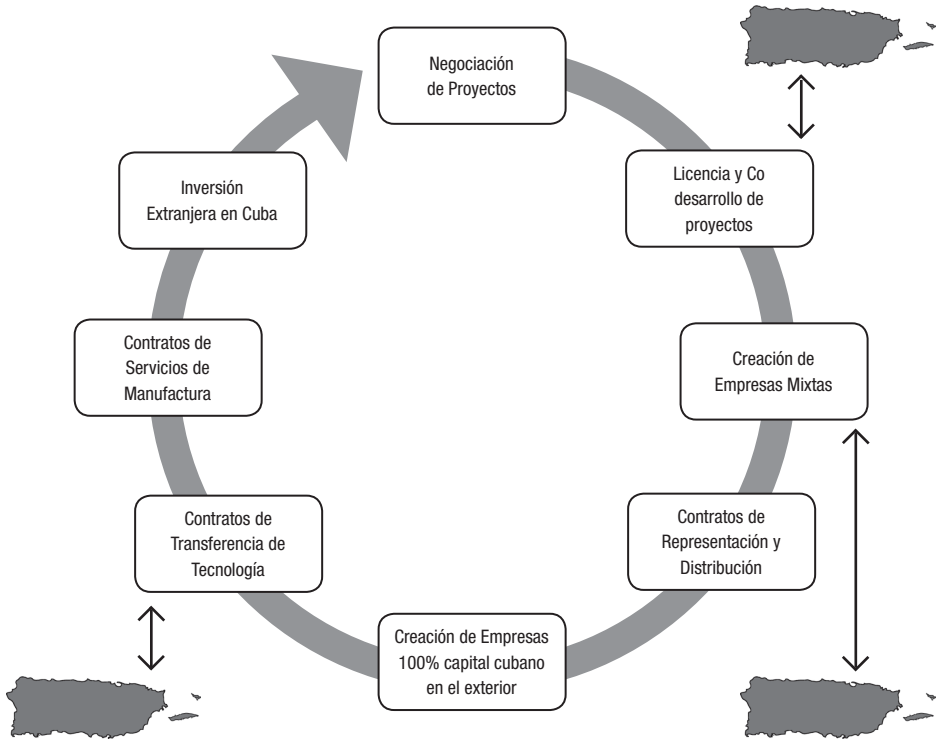 Negociación
de Proyectos
Licencia y Co
desarrollo de
proyectos
Creación de
Empresas Mixtas
Contratos de
Representación y
Distribución
Creación de Empresas
100% capital cubano
en el exterior
Contratos de
Transferencia de
Tecnología
Contratos de
Servicios de
Manufactura
Inversión
Extranjera en Cuba